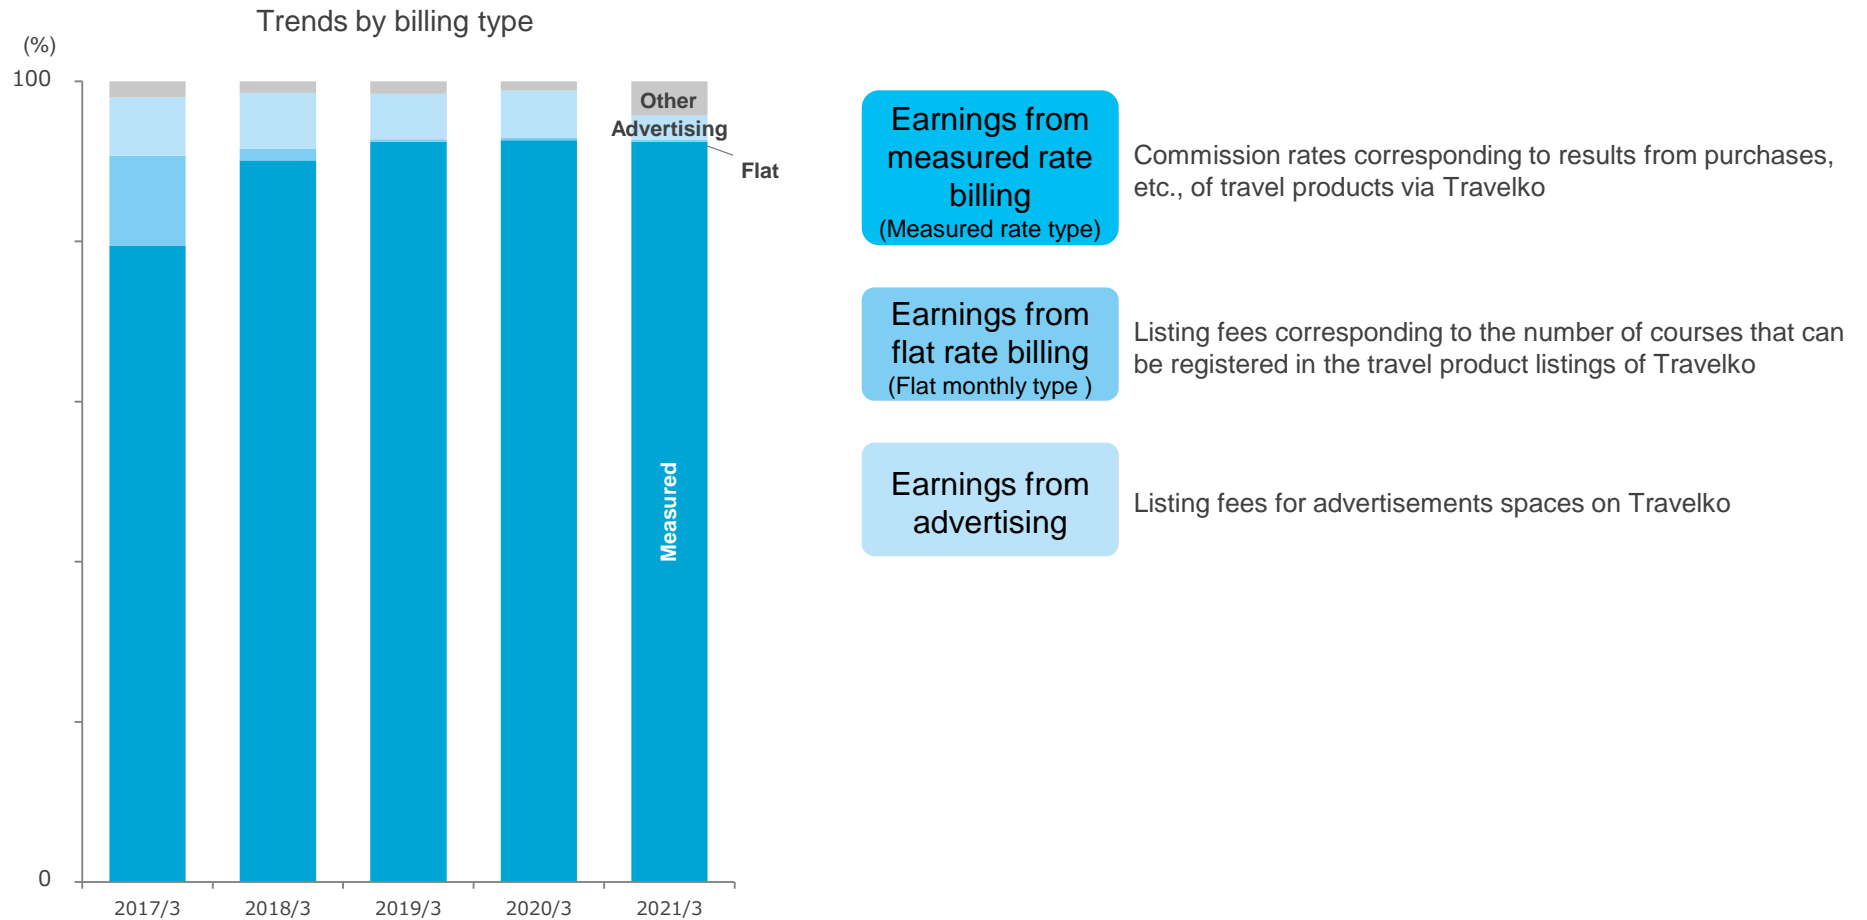 Trends by billing type
(%)
100
0
Other
Advertising
Flat
Measured
2017/3
2018/3
2019/3
2020/3
2021/3
Earnings from
measured rate
billing
(Measured rate type)
Commission rates corresponding to results from purchases,
etc., of travel products via Travelko
Earnings from
flat rate billing
(Flat monthly type )
Listing fees corresponding to the number of courses that can
be registered in the travel product listings of Travelko
Earnings from
advertising
Listing fees for advertisements spaces on Travelko